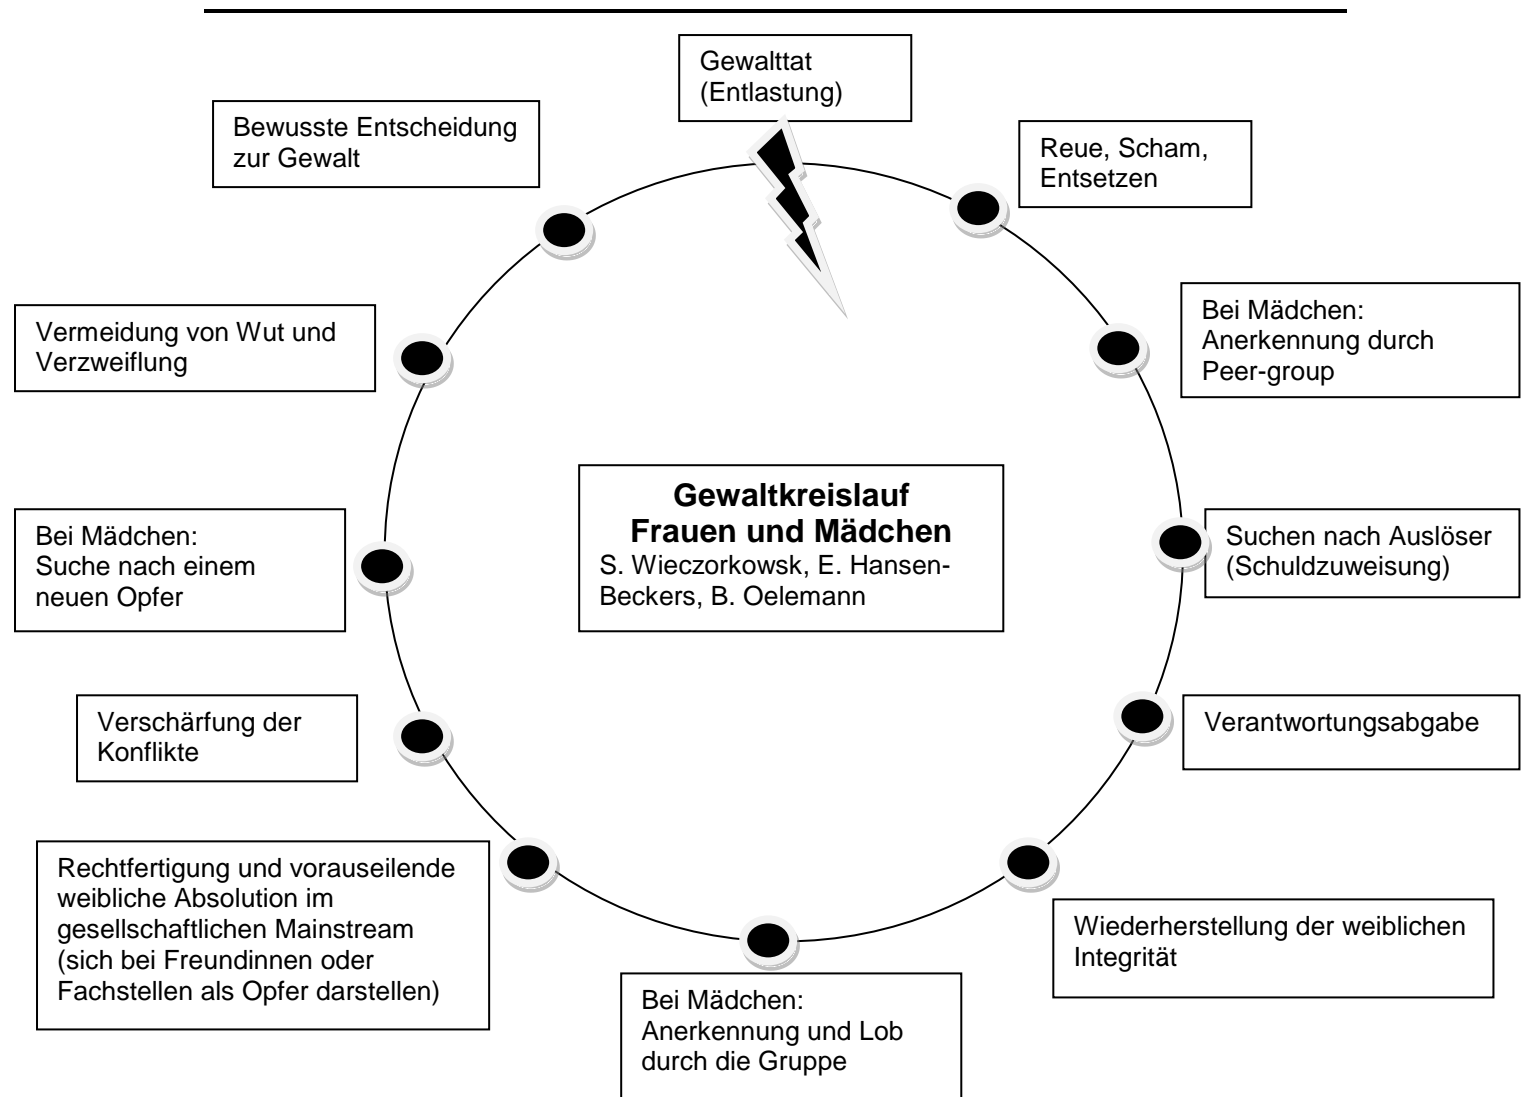 Gewalttat
(Entlastung)
Reue, Scham,
Entsetzen
Bei Mädchen:
Anerkennung durch
Peer-group
Suchen nach Auslöser
(Schuldzuweisung)
Verantwortungsabgabe
Wiederherstellung der weiblichen
Integrität
Bei Mädchen:
Anerkennung und Lob
durch die Gruppe
Rechtfertigung und vorauseilende
weibliche Absolution im
gesellschaftlichen Mainstream
(sich bei Freundinnen oder
Fachstellen als Opfer darstellen)
Verschärfung der
Konflikte
Bei Mädchen:
Suche nach einem
neuen Opfer
Vermeidung von Wut und
Verzweiflung
Bewusste Entscheidung
zur Gewalt
Gewaltkreislauf
Frauen und Mädchen
S. Wieczorkowsk, E. Hansen-
Beckers, B. Oelemann